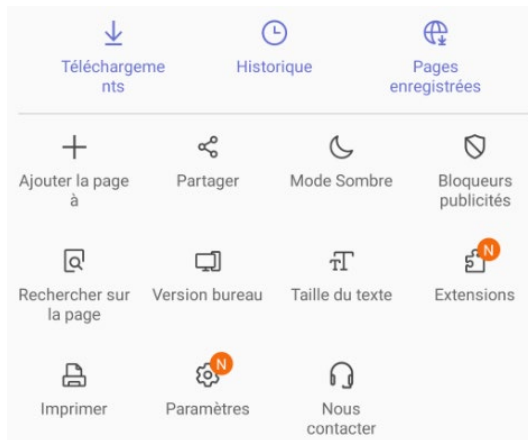 Téléchargeme Historique Pages
nts enregistrées
Ajouter la page Partager Mode Sombre Bloqueurs
à publicités
N
Rechercher sur Version bureau Taille du texte Extensions
la page
N
Imprimer Paramètres Nous
contacter